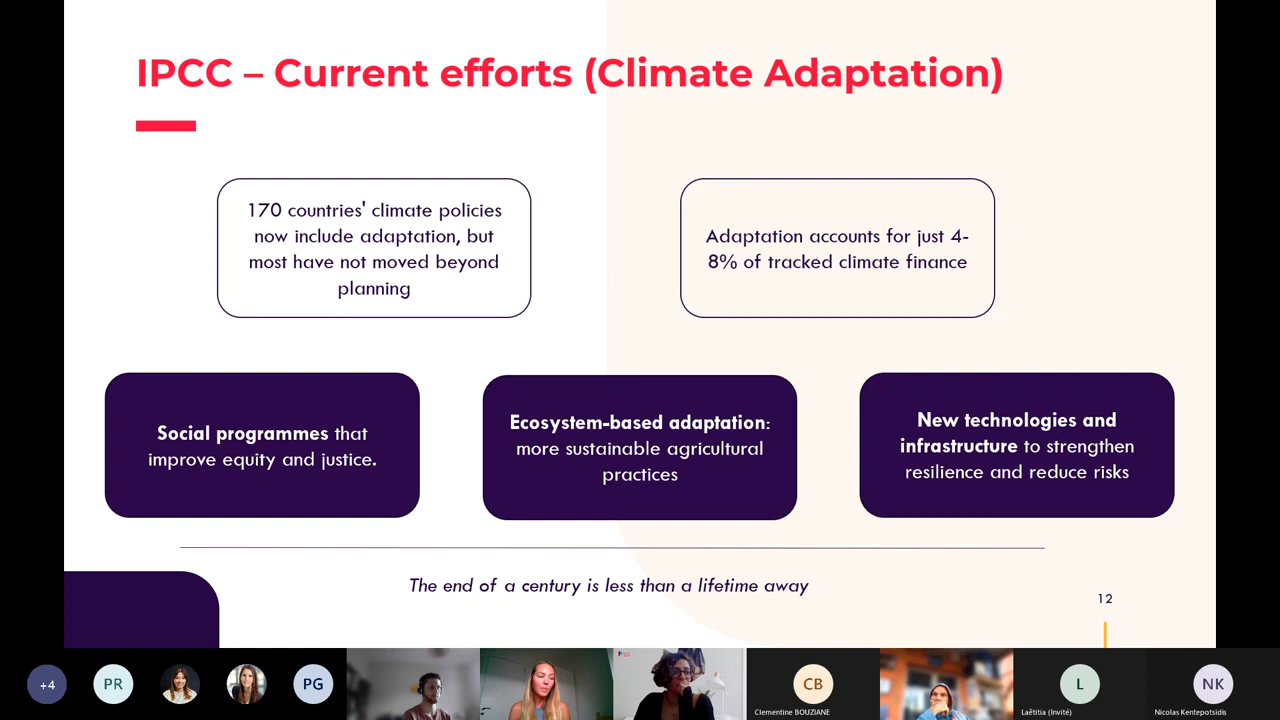 IPCC – Current efforts (Climate Adaptation)
170 countries' climate policies
now include adaptation, but
most have not moved beyond
planning
Adaptation accounts for just 4-
8% of tracked climate finance
Social programmes that
improve equity and justice.
Ecosystem-based adaptation:
more sustainable agricultural
practices
New technologies and
infrastructure to strengthen
resilience and reduce risks
The end of a century is less than a lifetime away
12
+4
PR
PG
CB
Clementine BOUZIANE
L
Laëtitia (Invité)
NK
Nicolas Kentepotsidis